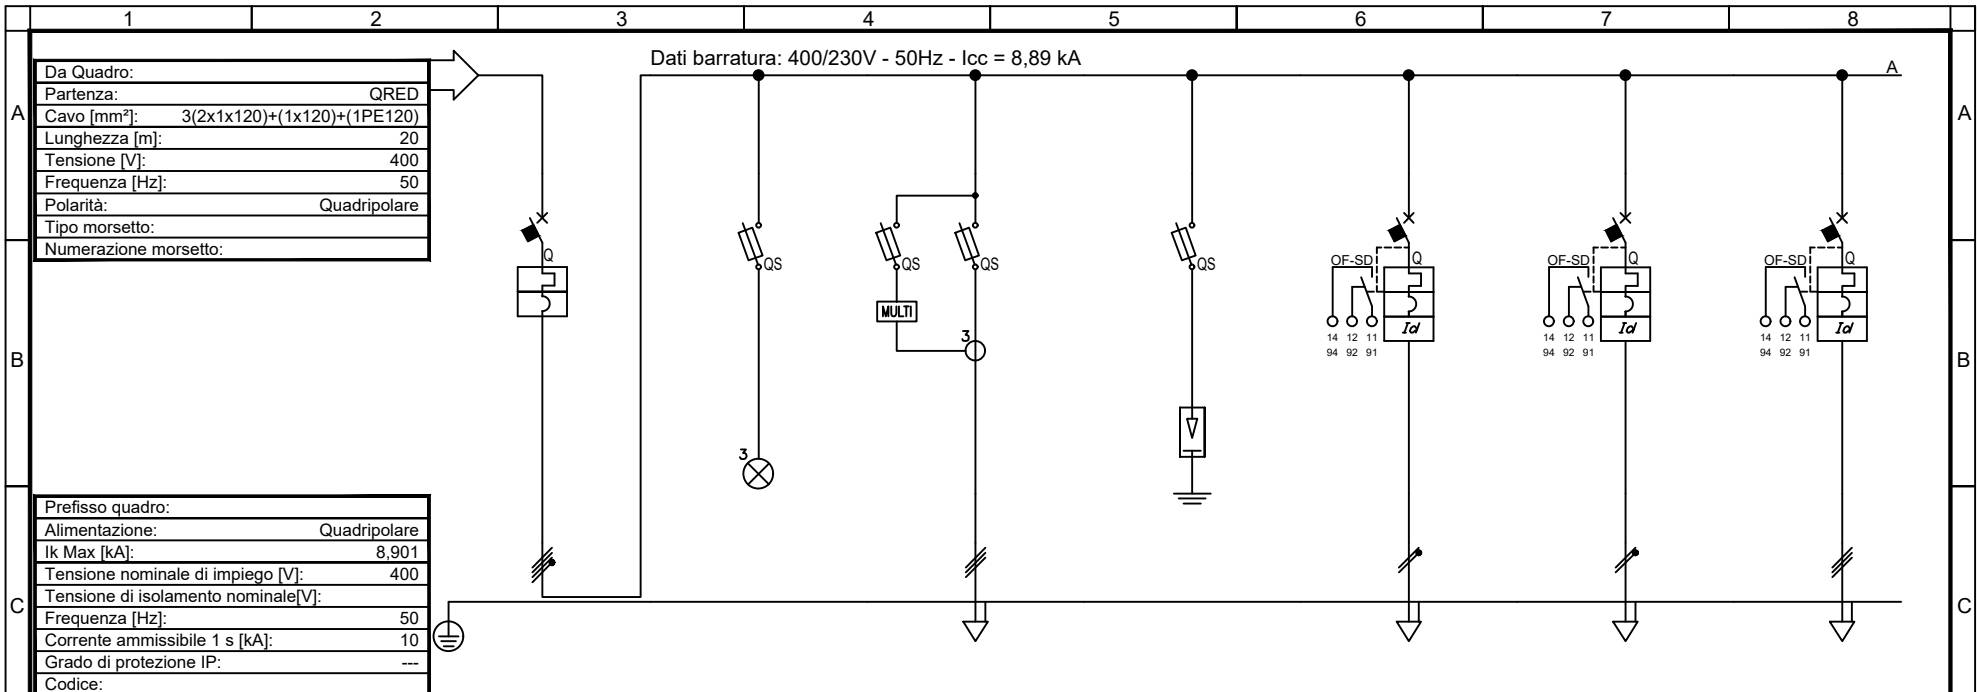 1 2 3 4 5 6 7 8
A A
Dati barratura: 400/230V - 50Hz - Icc = 8,89 kA
A
Da Quadro:
Partenza: QRED
Cavo [mm²]: 3(2x1x120)+(1x120)+(1PE120)
Lunghezza [m]: 20
Tensione [V]: 400
Frequenza [Hz]: 50
Polarità: Quadripolare
Tipo morsetto:
Numerazione morsetto:
Q QS QS QS QS
OF-SD Q OF-SD Q OF-SD Q
MULTI
Id Id Id
3
14 12 11 14 12 11 14 12 11
94 92 91 94 92 91 94 92 91
B B
3
Prefisso quadro:
Alimentazione: Quadripolare
Ik Max [kA]: 8,901
Tensione nominale di impiego [V]: 400
Tensione di isolamento nominale[V]:
Frequenza [Hz]: 50
Corrente ammissibile 1 s [kA]: 10
Grado di protezione IP: ---
Codice:
C C